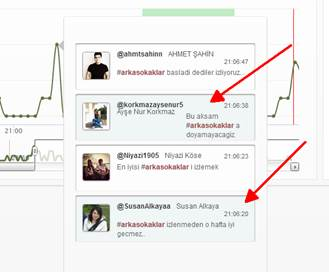 @ahmtsahinn AHMET ŞAHİN
21:06:47
#arkasokaklar basladi dediler izliyoruz..
@korkmazaysenur5
21:06:38
Ayşe Nur Korkmaz
Bu aksam
#arkasokaklar a
doyamayacagiz
@Niyazi1905 Niyazi Köse
21:06:23
En iyisi #arkasokaklar i izlemek
@SusanAlkayaa Susan Alkaya
21:06:20
#arkasokaklar izlenmeden o hafta iyi
gecmez..
21:00